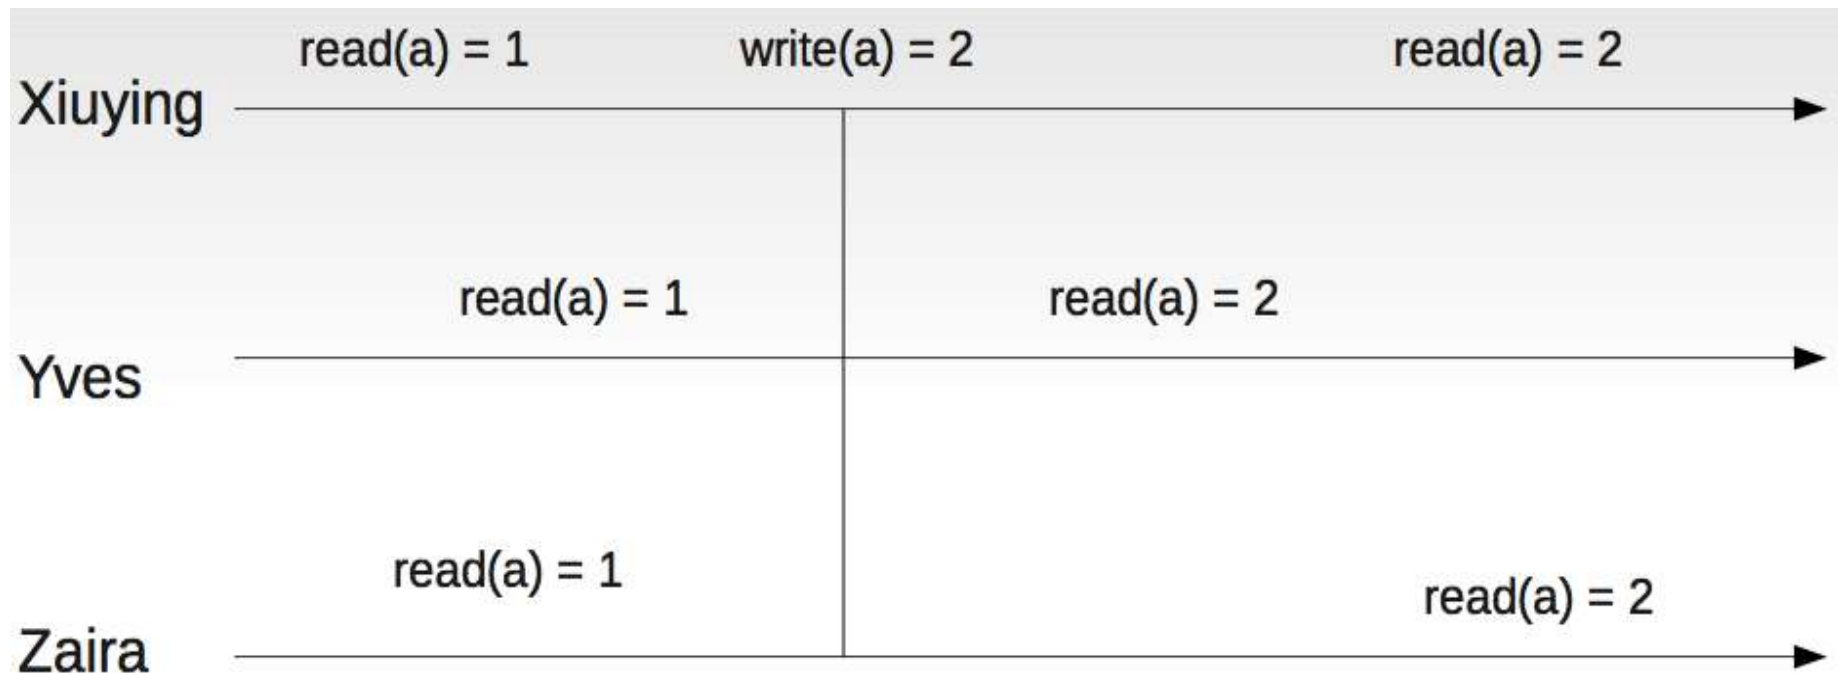 read(a) = 1 write(a) = 2 read(a) = 2
Xiuying
read(a) = 1 read(a) = 2
Yves
read(a) = 1 read(a) = 2
Zaira